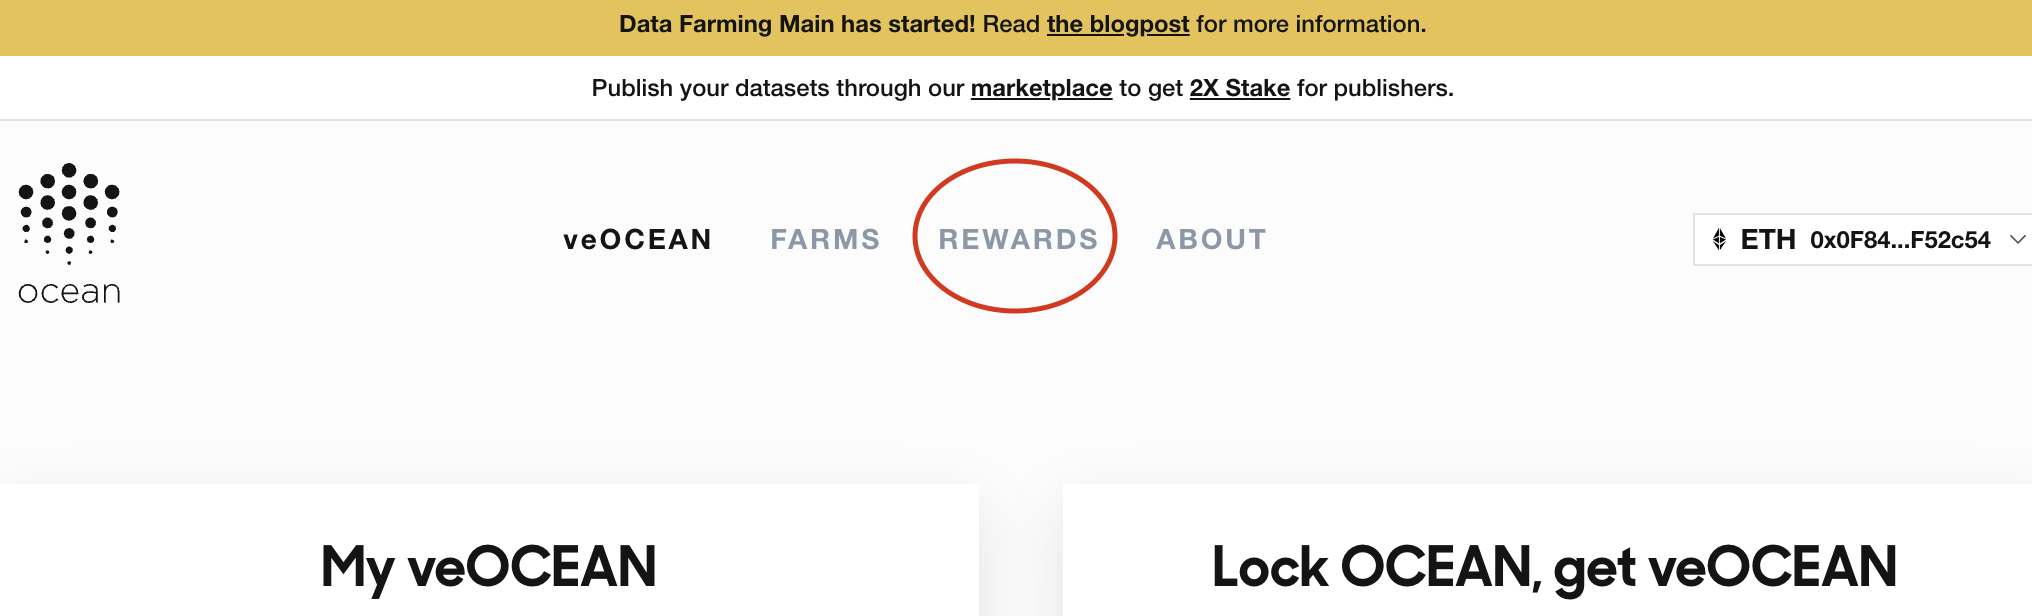 Data Farming Main has started! Read the blogpost for more information.
Publish your datasets through our marketplace to get 2X Stake for publishers.
ocean
veOCEAN FARMS REWARDS ABOUT
ETH 0x0F84...F52c54
My veOCEAN
Lock OCEAN, get veOCEAN